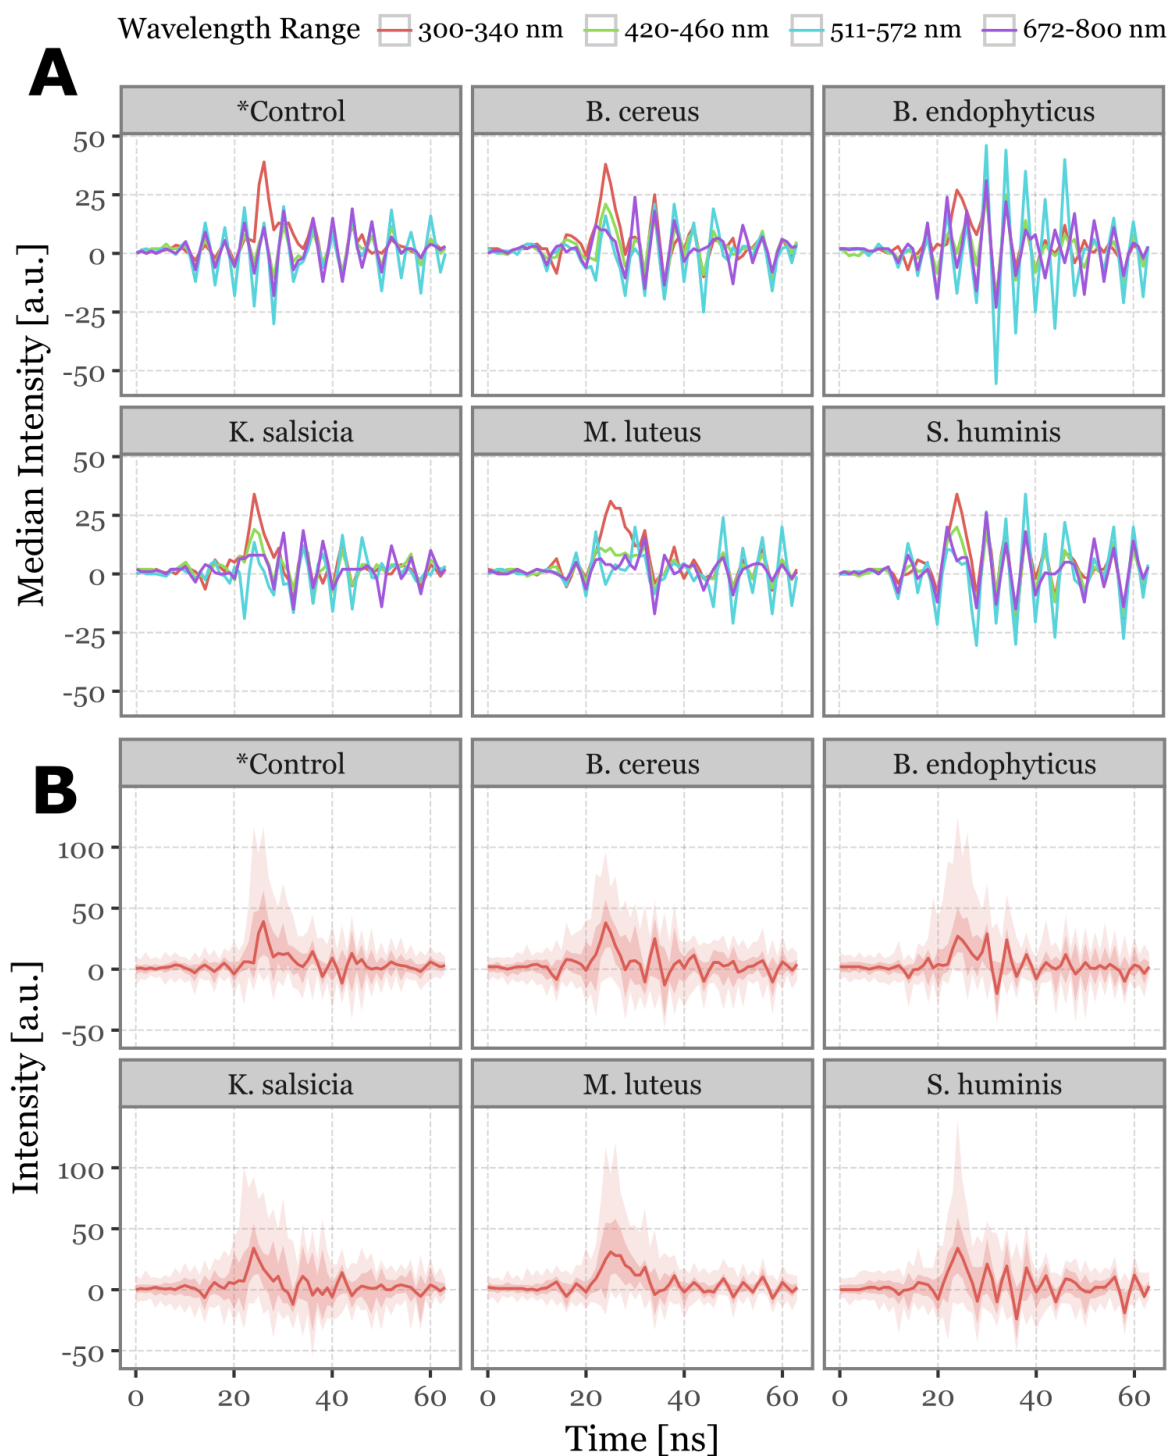 Wavelength Range 300-340 nm 420-460 nm 511-572 nm 672-800 nm
A
*Control B. cereus B. endophyticus
50
25
0
-25
-50
K. salsicia M. luteus S. huminis
50
25
0
-25
-50
Median Intensity [a.u.]
B
*Control B. cereus B. endophyticus
100
50
0
-50
K. salsicia M. luteus S. huminis
100
50
0
-50
Intensity [a.u.]
0 20 40 60 0 20 40 60 0 20 40 60
Time [ns]